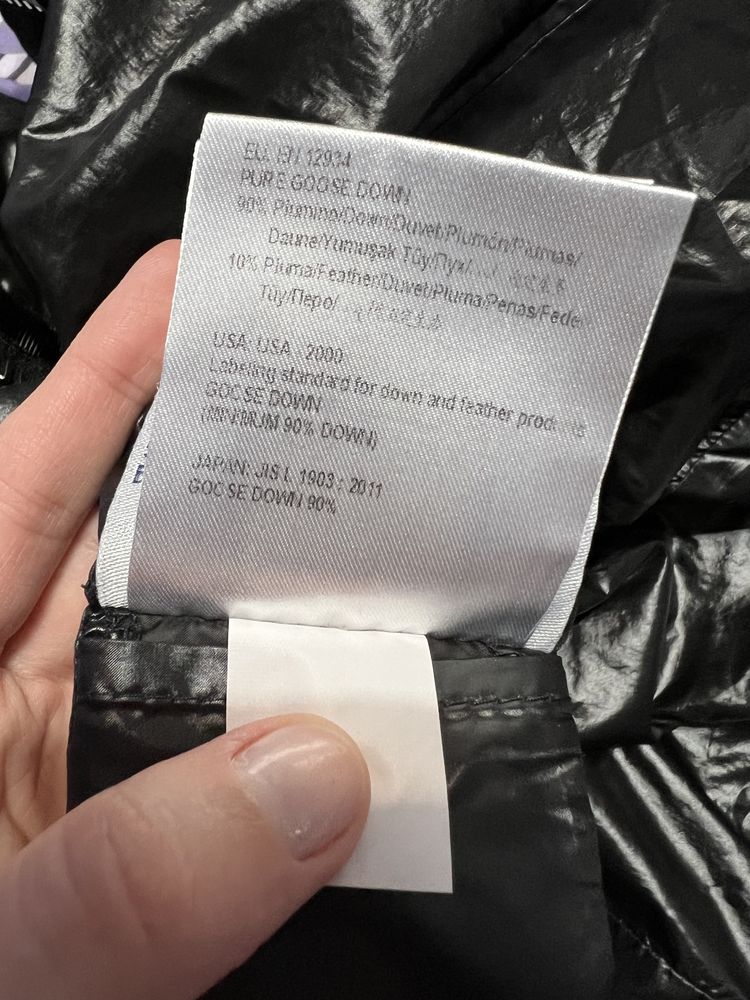 EU: EN 12934
PURE GOOSE DOWN
90% Piumino/Down/Duvet/Plumón/Plumas/
Daune/Yumuşak Tüy/Пух/
10% Piuma/Feather/Duvet/Pluma/Penas/Feder
Tüy/Перо/
USA: USA - 2000
Labeling standard for down and feather products
GOOSE DOWN
(MINIMUM 90% DOWN)
JAPAN: JIS L 1903 : 2011
GOOSE DOWN 90%